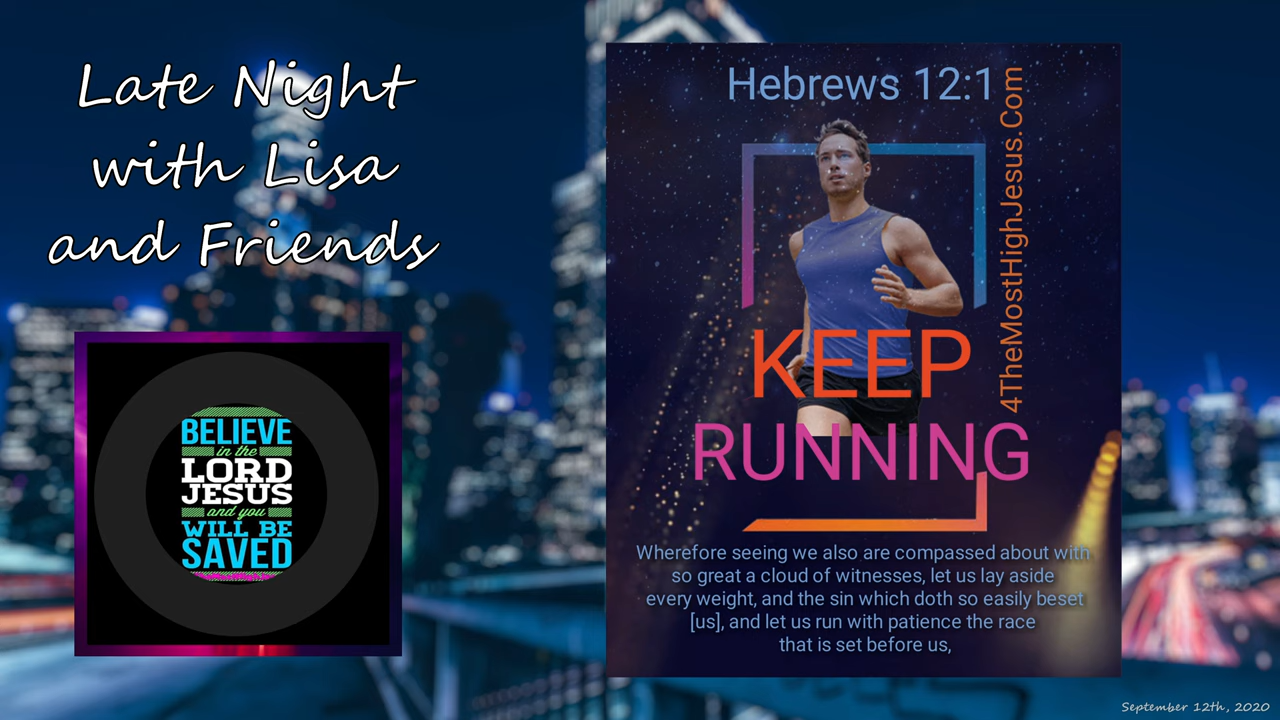 Late Night
with Lisa
and Friends
BELIEVE
in the
LORD
JESUS
and you
WILL BE
SAVED
Hebrews 12:1
4TheMostHighJesus.Com
KEEP
RUNNING
Wherefore seeing we also are compassed about with
so great a cloud of witnesses, let us lay aside
every weight, and the sin which doth so easily beset
[us], and let us run with patience the race
that is set before us,
September 12th, 2020